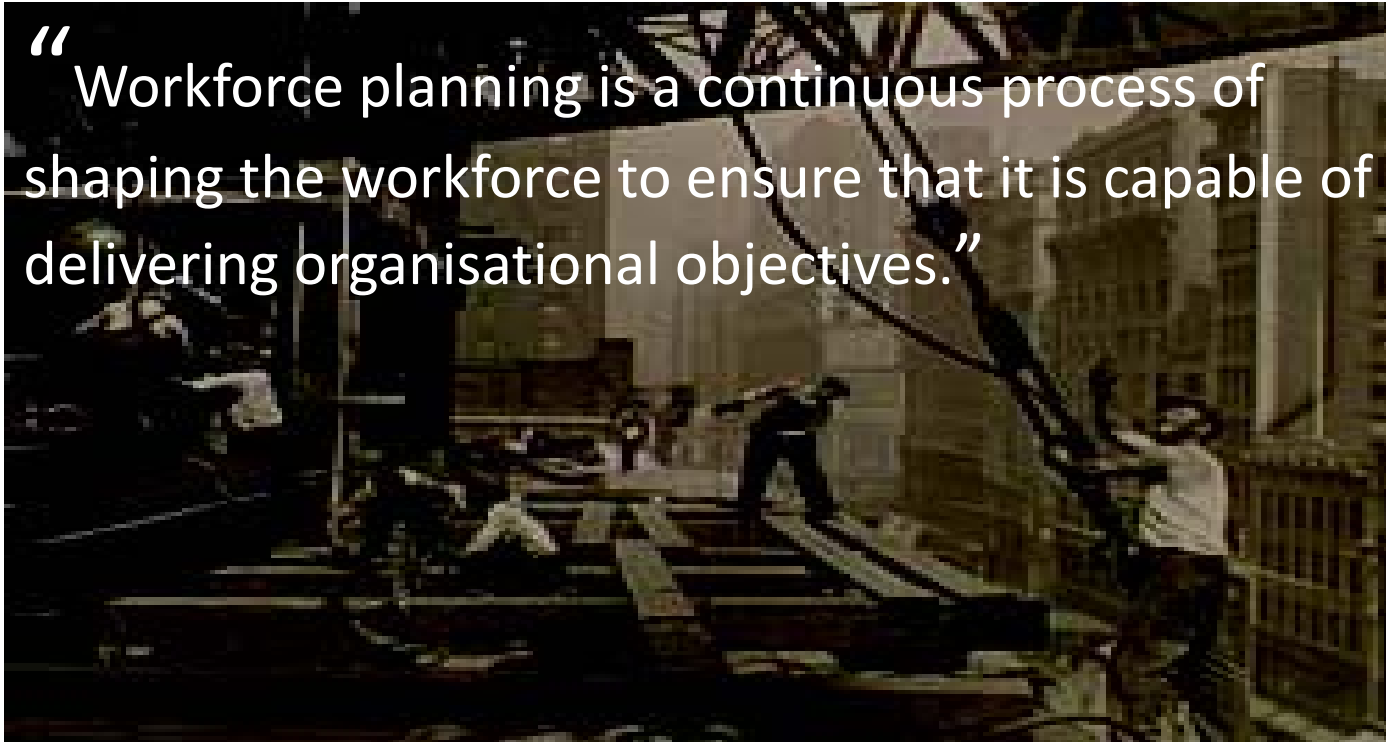 “Workforce planning is a continuous process of
shaping the workforce to ensure that it is capable of
delivering organisational objectives.”